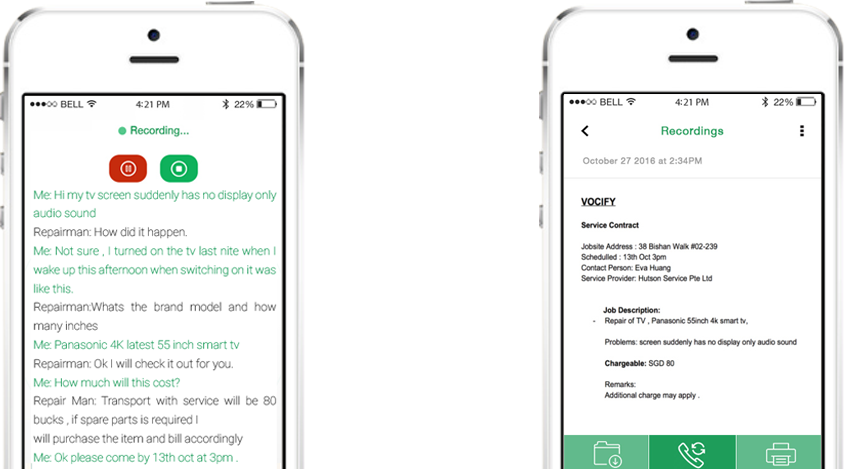 BELL 4:21 PM 22%
Recording...
Me: Hi my tv screen suddenly has no display only
audio sound
Repairman: How did it happen.
Me: Not sure , I turned on the tv last nite when I
wake up this afternoon when switching on it was
like this.
Repairman:Whats the brand model and how
many inches
Me: Panasonic 4K latest 55 inch smart tv
Repairman: Ok I will check it out for you.
Me: How much will this cost?
Repair Man: Transport with service will be 80
bucks , if spare parts is required I
will purchase the item and bill accordingly
Me: Ok please come by 13th oct at 3pm .
BELL 4:21 PM 22%
Recordings
October 27 2016 at 2:34PM
VOCIFY
Service Contract
Jobsite Address : 38 Bishan Walk #02-239
Schedulled : 13th Oct 3pm
Contact Person: Eva Huang
Service Provider: Hutson Service Pte Ltd
Job Description:
- Repair of TV , Panasonic 55inch 4k smart tv,
Problems: screen suddenly has no display only audio sound
Chargeable: SGD 80
Remarks:
Additional charge may apply .